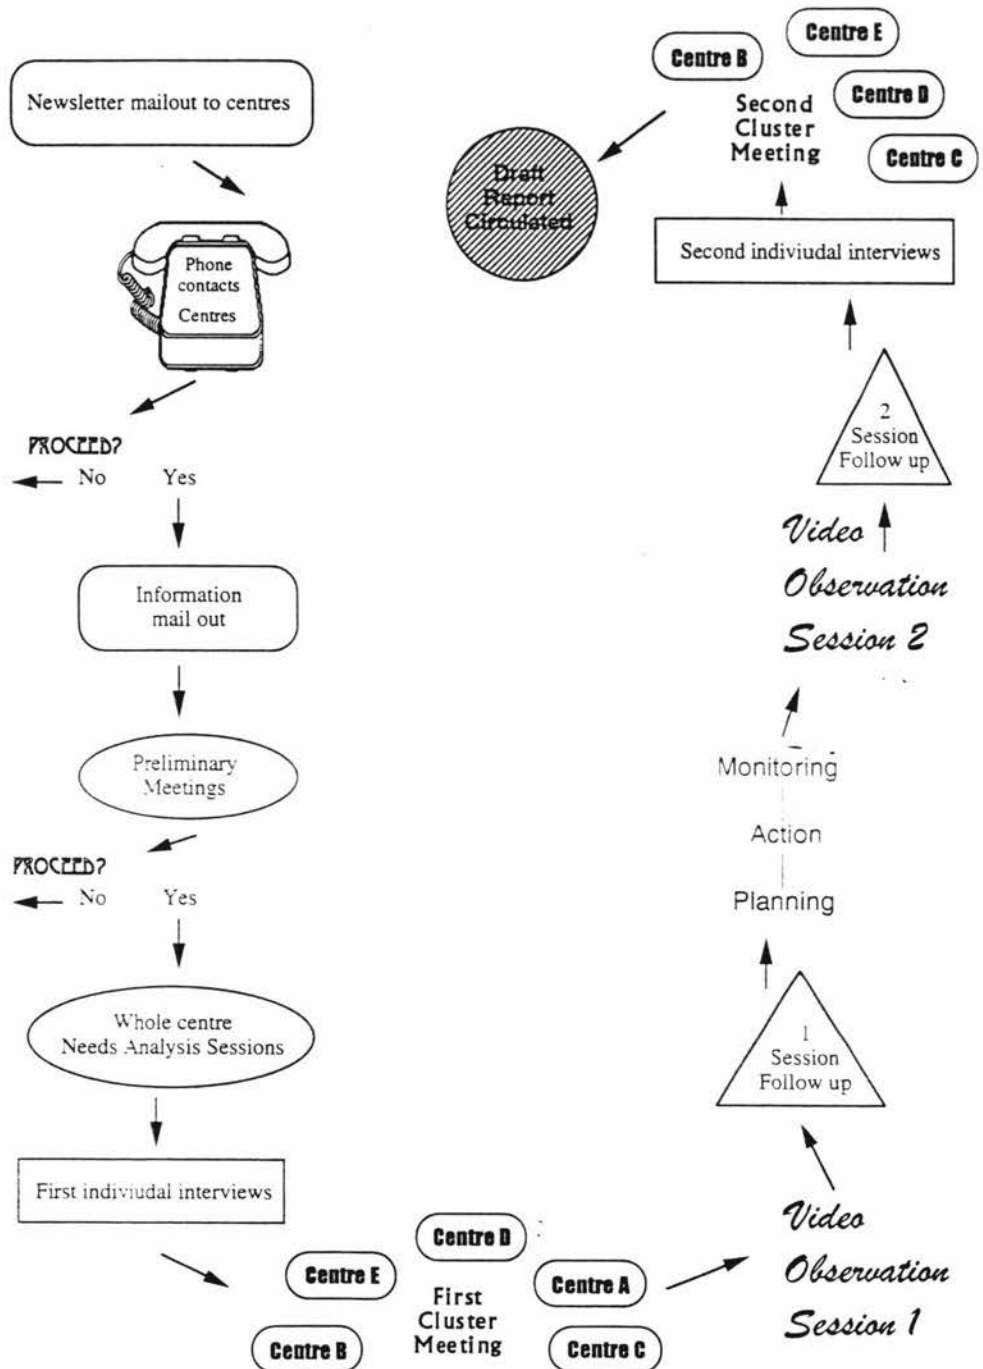 Newsletter mailout to centres
Phone
contacts
Centres
PROCEED?
No Yes
Information
mail out
Preliminary
Meetings
PROCEED?
No Yes
Whole centre
Needs Analysis Sessions
First indiviudal interviews
Centre D
Centre E
Centre A
First
Cluster
Meeting
Centre B
Centre C
Video
Observation
Session 1
1
Session
Follow up
Planning
Action
Monitoring
Video
Observation
Session 2
2
Session
Follow up
Second indiviudal interviews
Second
Cluster
Meeting
Centre B
Centre E
Centre D
Centre C
Draft
Report
Circulated